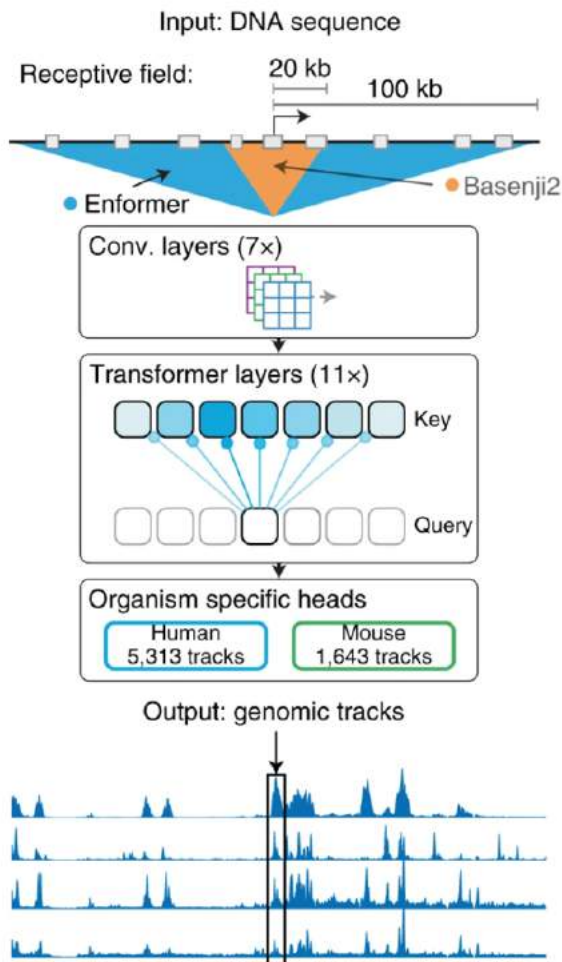 Input: DNA sequence
Receptive field:
20 kb
100 kb
Enformer
Basenji2
Conv. layers (7×)
Transformer layers (11×)
Key
Query
Organism specific heads
Human
5,313 tracks
Mouse
1,643 tracks
Output: genomic tracks